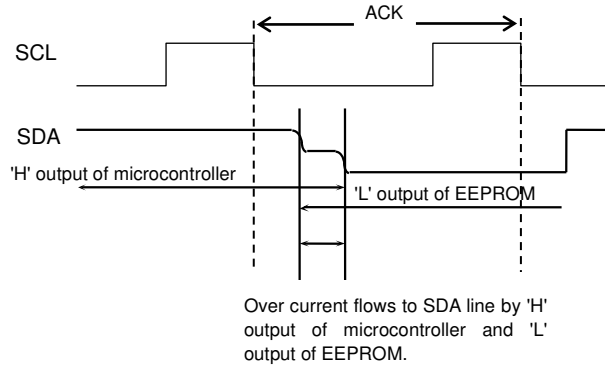 ACK
SCL
SDA
'H' output of microcontroller
'L' output of EEPROM
Over current flows to SDA line by 'H'
output of microcontroller and 'L'
output of EEPROM.